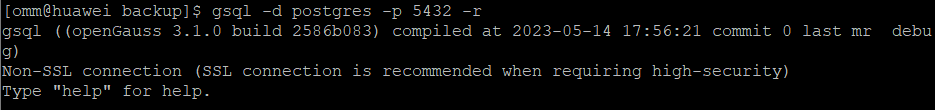 [omm@huawei backup]$ gsql -d postgres -p 5432 -r
gsql ((openGauss 3.1.0 build 2586b083) compiled at 2023-05-14 17:56:21 commit 0 last mr  debu
g)
Non-SSL connection (SSL connection is recommended when requiring high-security)
Type "help" for help.